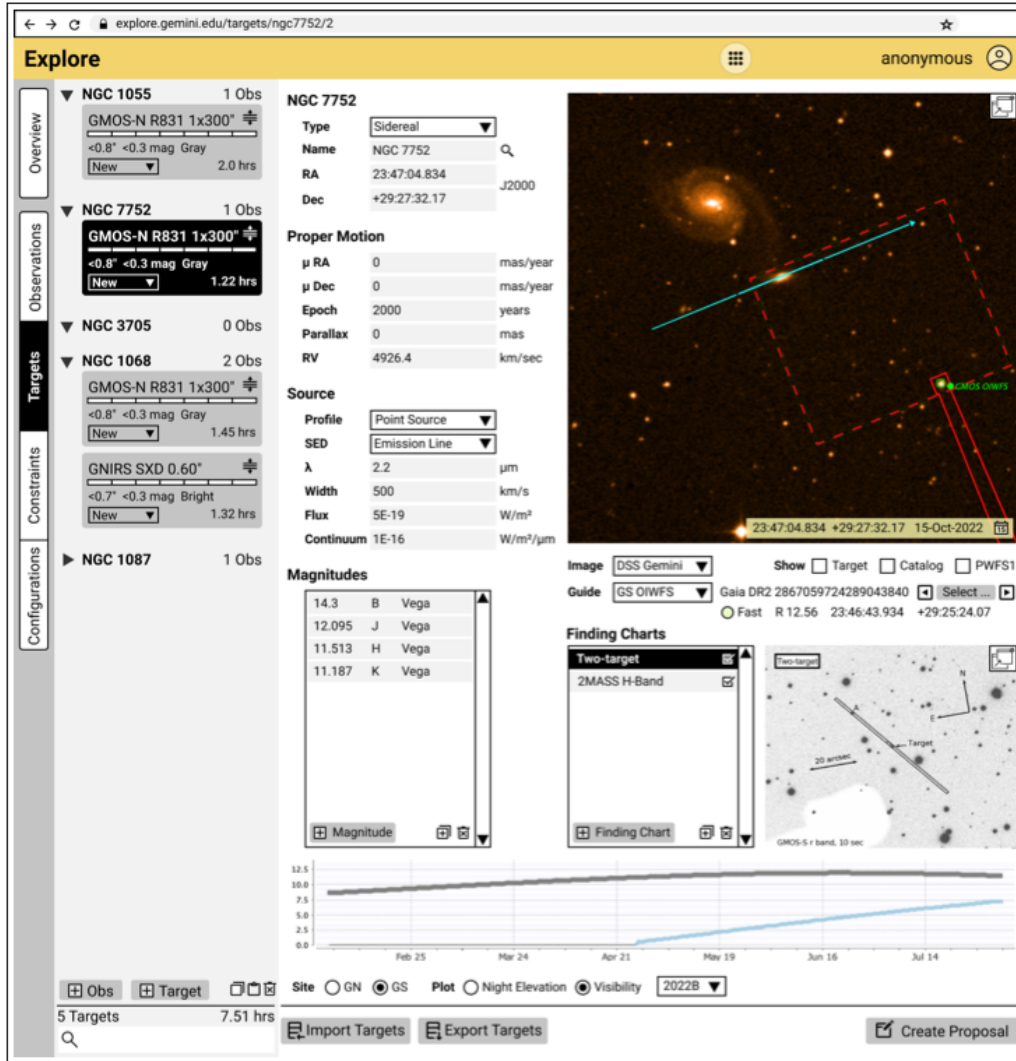 explore.gemini.edu/targets/ngc7752/2
Explore
anonymous
Overview
Observations
Targets
Constraints
Configurations
NGC 1055 1 Obs
GMOS-N R831 1x300"
<0.8" <0.3 mag Gray
New 2.0 hrs
NGC 7752 1 Obs
GMOS-N R831 1x300"
<0.8" <0.3 mag Gray
New 1.22 hrs
NGC 3705 0 Obs
NGC 1068 2 Obs
GMOS-N R831 1x300"
<0.8" <0.3 mag Gray
New 1.45 hrs
GNIRS SXD 0.60"
<0.7" <0.3 mag Bright
New 1.32 hrs
NGC 1087 1 Obs
Obs Target
5 Targets 7.51 hrs
NGC 7752
Type Sidereal
Name NGC 7752
RA 23:47:04.834
J2000
Dec +29:27:32.17
Proper Motion
µ RA 0 mas/year
µ Dec 0 mas/year
Epoch 2000 years
Parallax 0 mas
RV 4926.4 km/sec
Source
Profile Point Source
SED Emission Line
λ 2.2 µm
Width 500 km/s
Flux 5E-19 W/m²
Continuum 1E-16 W/m²/µm
Magnitudes
14.3 B Vega
12.095 J Vega
11.513 H Vega
11.187 K Vega
Magnitude
GMOS OIWFS
23:47:04.834 +29:27:32.17 15-Oct-2022 15
Image DSS Gemini Show Target Catalog PWFS1
Guide GS OIWFS Gaia DR2 2867059724289043840 Select ...
Fast R 12.56 23:46:43.934 +29:25:24.07
Finding Charts
Two-target
2MASS H-Band
Finding Chart
Two-target
N
E
A
Target
20 arcsec
GMOS-S r band, 10 sec
12.5
10.0
7.5
5.0
2.5
0.0
Feb 25 Mar 24 Apr 21 May 19 Jun 16 Jul 14
Site GN GS Plot Night Elevation Visibility 2022B
Import Targets Export Targets Create Proposal